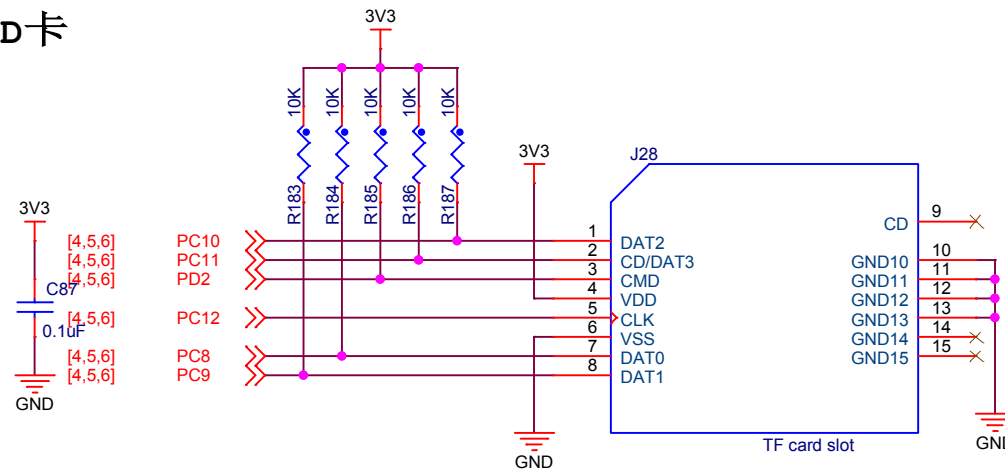 D卡
3V3
10K
10K
10K
10K
10K
R183
R184
R185
R186
R187
3V3
J28
3V3
C87
0.1uF
GND
[4,5,6] PC10
[4,5,6] PC11
[4,5,6] PD2
[4,5,6] PC12
[4,5,6] PC8
[4,5,6] PC9
1 DAT2
2 CD/DAT3
3 CMD
4 VDD
5 CLK
6 VSS
7 DAT0
8 DAT1
CD 9
GND10 10
GND11 11
GND12 12
GND13 13
GND14 14
GND15 15
TF card slot
GND
GND